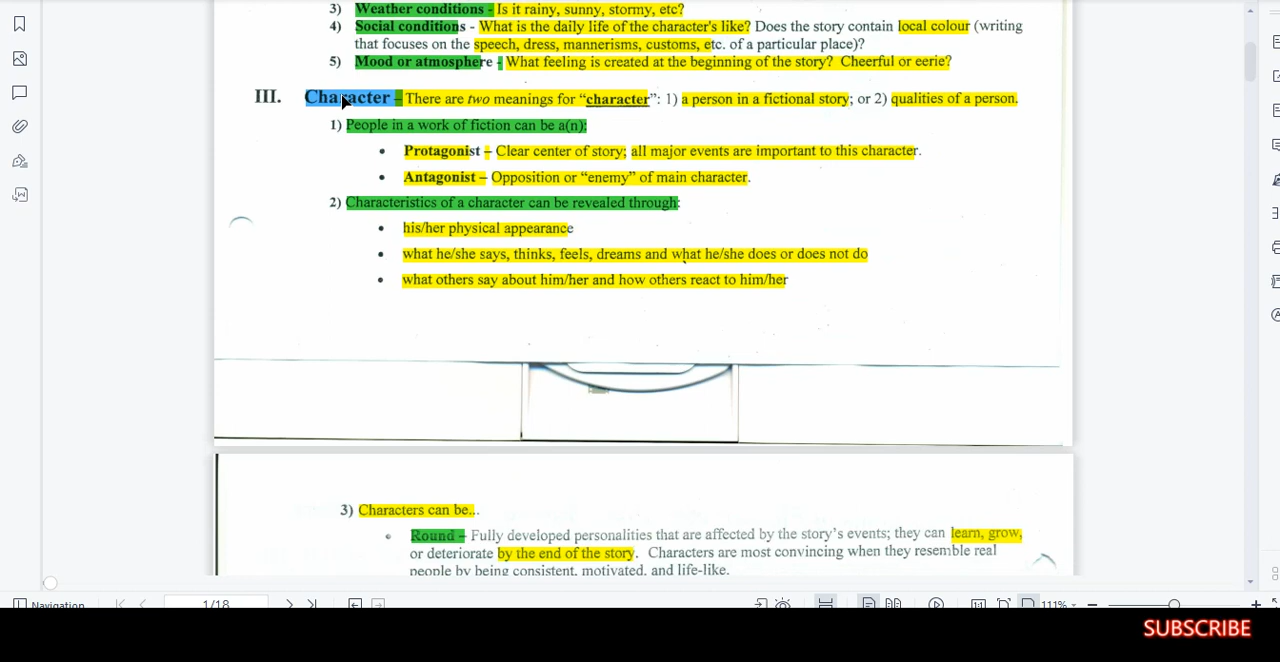 3) Weather conditions - Is it rainy, sunny, stormy, etc?
4) Social conditions - What is the daily life of the character's like? Does the story contain local colour (writing
that focuses on the speech, dress, mannerisms, customs, etc. of a particular place)?
5) Mood or atmosphere - What feeling is created at the beginning of the story? Cheerful or eerie?
III. Character – There are two meanings for “character”: 1) a person in a fictional story; or 2) qualities of a person.
1) People in a work of fiction can be a(n):
• Protagonist – Clear center of story; all major events are important to this character.
• Antagonist – Opposition or “enemy” of main character.
2) Characteristics of a character can be revealed through:
• his/her physical appearance
• what he/she says, thinks, feels, dreams and what he/she does or does not do
• what others say about him/her and how others react to him/her
3) Characters can be...
• Round – Fully developed personalities that are affected by the story's events; they can learn, grow,
or deteriorate by the end of the story. Characters are most convincing when they resemble real
people by being consistent, motivated, and life-like.
Navigation 1/18 111%
SUBSCRIBE